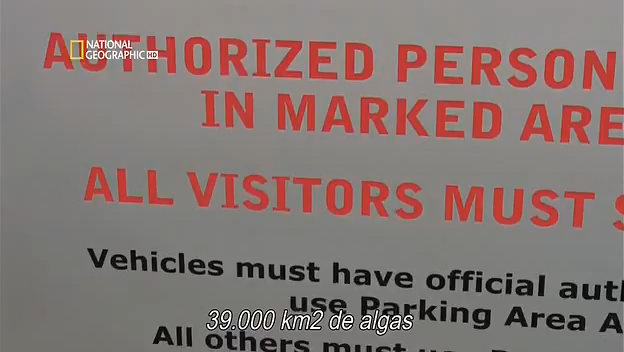 NATIONAL
GEOGRAPHIC HD
AUTHORIZED PERSON
IN MARKED ARE
ALL VISITORS MUST S
Vehicles must have official aut
use Parking Area A
All others must
39.000 km2 de algas